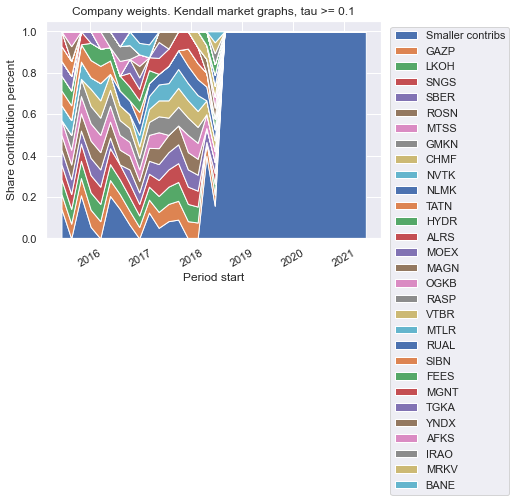 Company weights. Kendall market graphs, tau >= 0.1
Share contribution percent
1.0
0.8
0.6
0.4
0.2
0.0
2016
2017
2018
2019
2020
2021
Period start
Smaller contribs
GAZP
LKOH
SNGS
SBER
ROSN
MTSS
GMKN
CHMF
NVTK
NLMK
TATN
HYDR
ALRS
MOEX
MAGN
OGKB
RASP
VTBR
MTLR
RUAL
SIBN
FEES
MGNT
TGKA
YNDX
AFKS
IRAO
MRKV
BANE